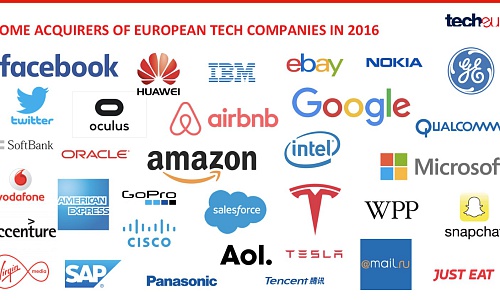 OME ACQUIRERS OF EUROPEAN TECH COMPANIES IN 2016
tech.eu
facebook
HUAWEI
IBM
ebay
NOKIA
twitter
oculus
airbnb
Google
SoftBank
ORACLE
amazon
intel
QUALCOMM
Microsoft
vodafone
AMERICAN
EXPRESS
GoPro
salesforce
TESLA
WPP
snapchat
accenture
CISCO
Aol.
@mail.ru
Virgin media
SAP
Panasonic
Tencent 腾讯
JUST EAT